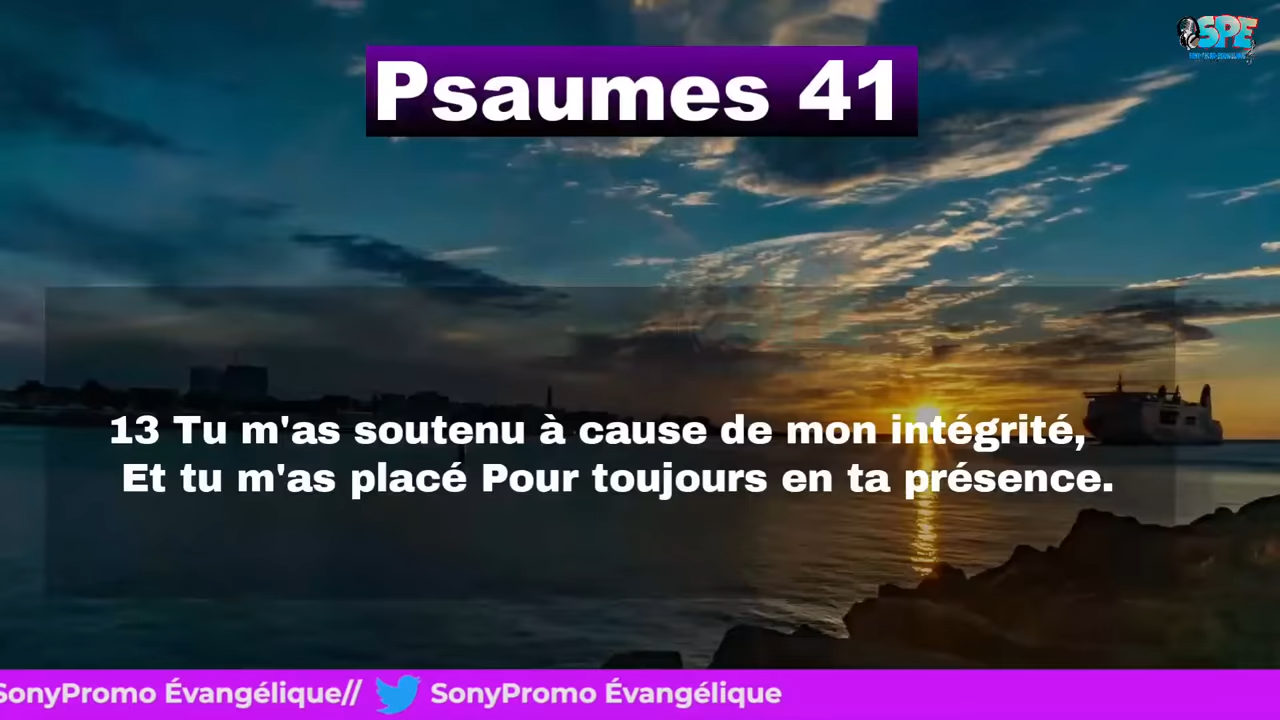 SPE
Psaumes 41
13 Tu m'as soutenu à cause de mon intégrité,
Et tu m'as placé Pour toujours en ta présence.
SonyPromo Évangélique// SonyPromo Évangélique